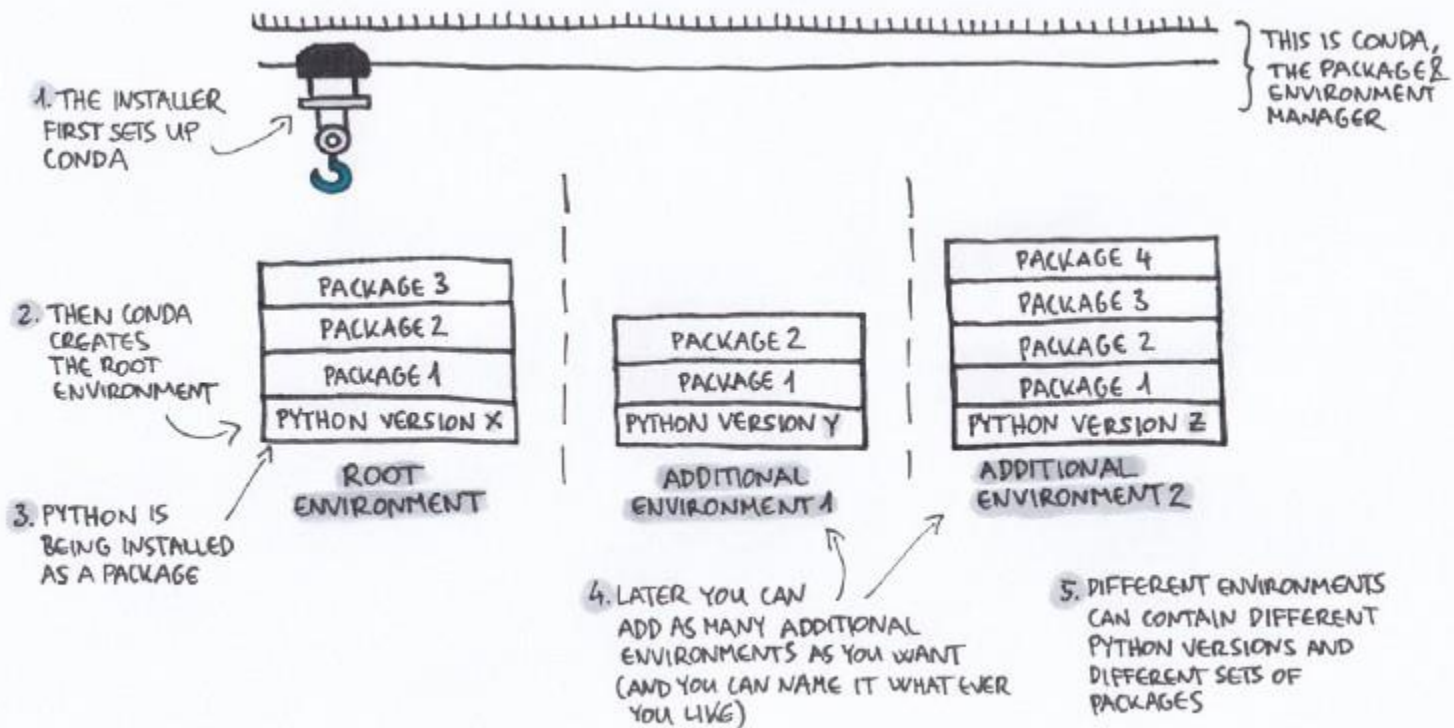 THIS IS CONDA,
THE PACKAGE &
ENVIRONMENT
MANAGER
1. THE INSTALLER
FIRST SETS UP
CONDA
2. THEN CONDA
CREATES
THE ROOT
ENVIRONMENT
3. PYTHON IS
BEING INSTALLED
AS A PACKAGE
PACKAGE 3
PACKAGE 2
PACKAGE 1
PYTHON VERSION X
ROOT
ENVIRONMENT
PACKAGE 2
PACKAGE 1
PYTHON VERSION Y
ADDITIONAL
ENVIRONMENT 1
PACKAGE 4
PACKAGE 3
PACKAGE 2
PACKAGE 1
PYTHON VERSION Z
ADDITIONAL
ENVIRONMENT 2
4. LATER YOU CAN
ADD AS MANY ADDITIONAL
ENVIRONMENTS AS YOU WANT
(AND YOU CAN NAME IT WHAT EVER
YOU LIKE)
5. DIFFERENT ENVIRONMENTS
CAN CONTAIN DIFFERENT
PYTHON VERSIONS AND
DIFFERENT SETS OF
PACKAGES